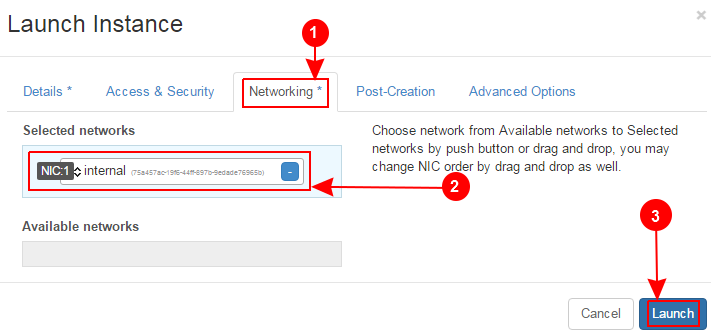 Launch Instance
×
1
Details *
Access & Security
Networking *
Post-Creation
Advanced Options
Selected networks
NIC:1
internal (75a457ac-19f6-44ff-897b-9edade76965b)
-
2
Choose network from Available networks to Selected
networks by push button or drag and drop, you may
change NIC order by drag and drop as well.
Available networks
3
Cancel
Launch